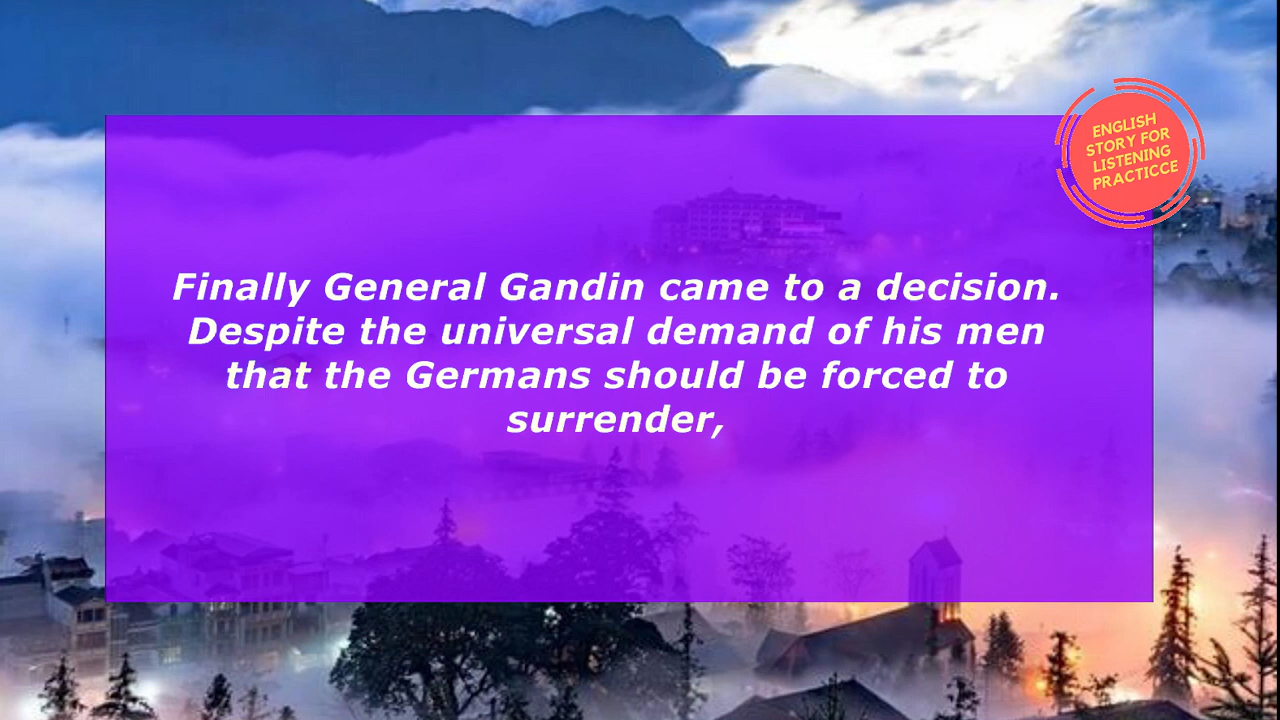 ENGLISH
STORY FOR
LISTENING
PRACTICCE
Finally General Gandin came to a decision.
Despite the universal demand of his men
that the Germans should be forced to
surrender,